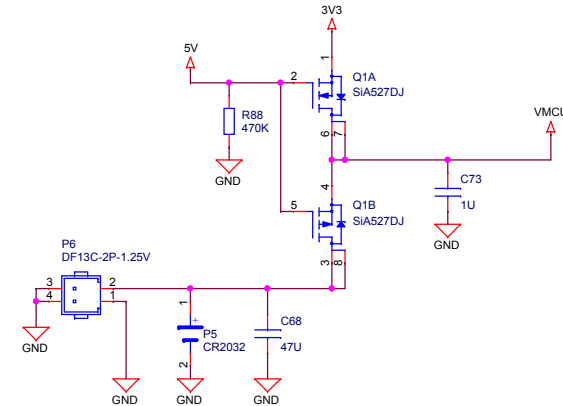 3V3
5V
1
2
Q1A
SiA527DJ
R88
470K
6
7
VMCU
GND
4
C73
1U
5
Q1B
SiA527DJ
GND
P6
DF13C-2P-1.25V
3
8
3
2
4
1
1
+
P5
CR2032
C68
47U
2
GND
GND
GND
GND